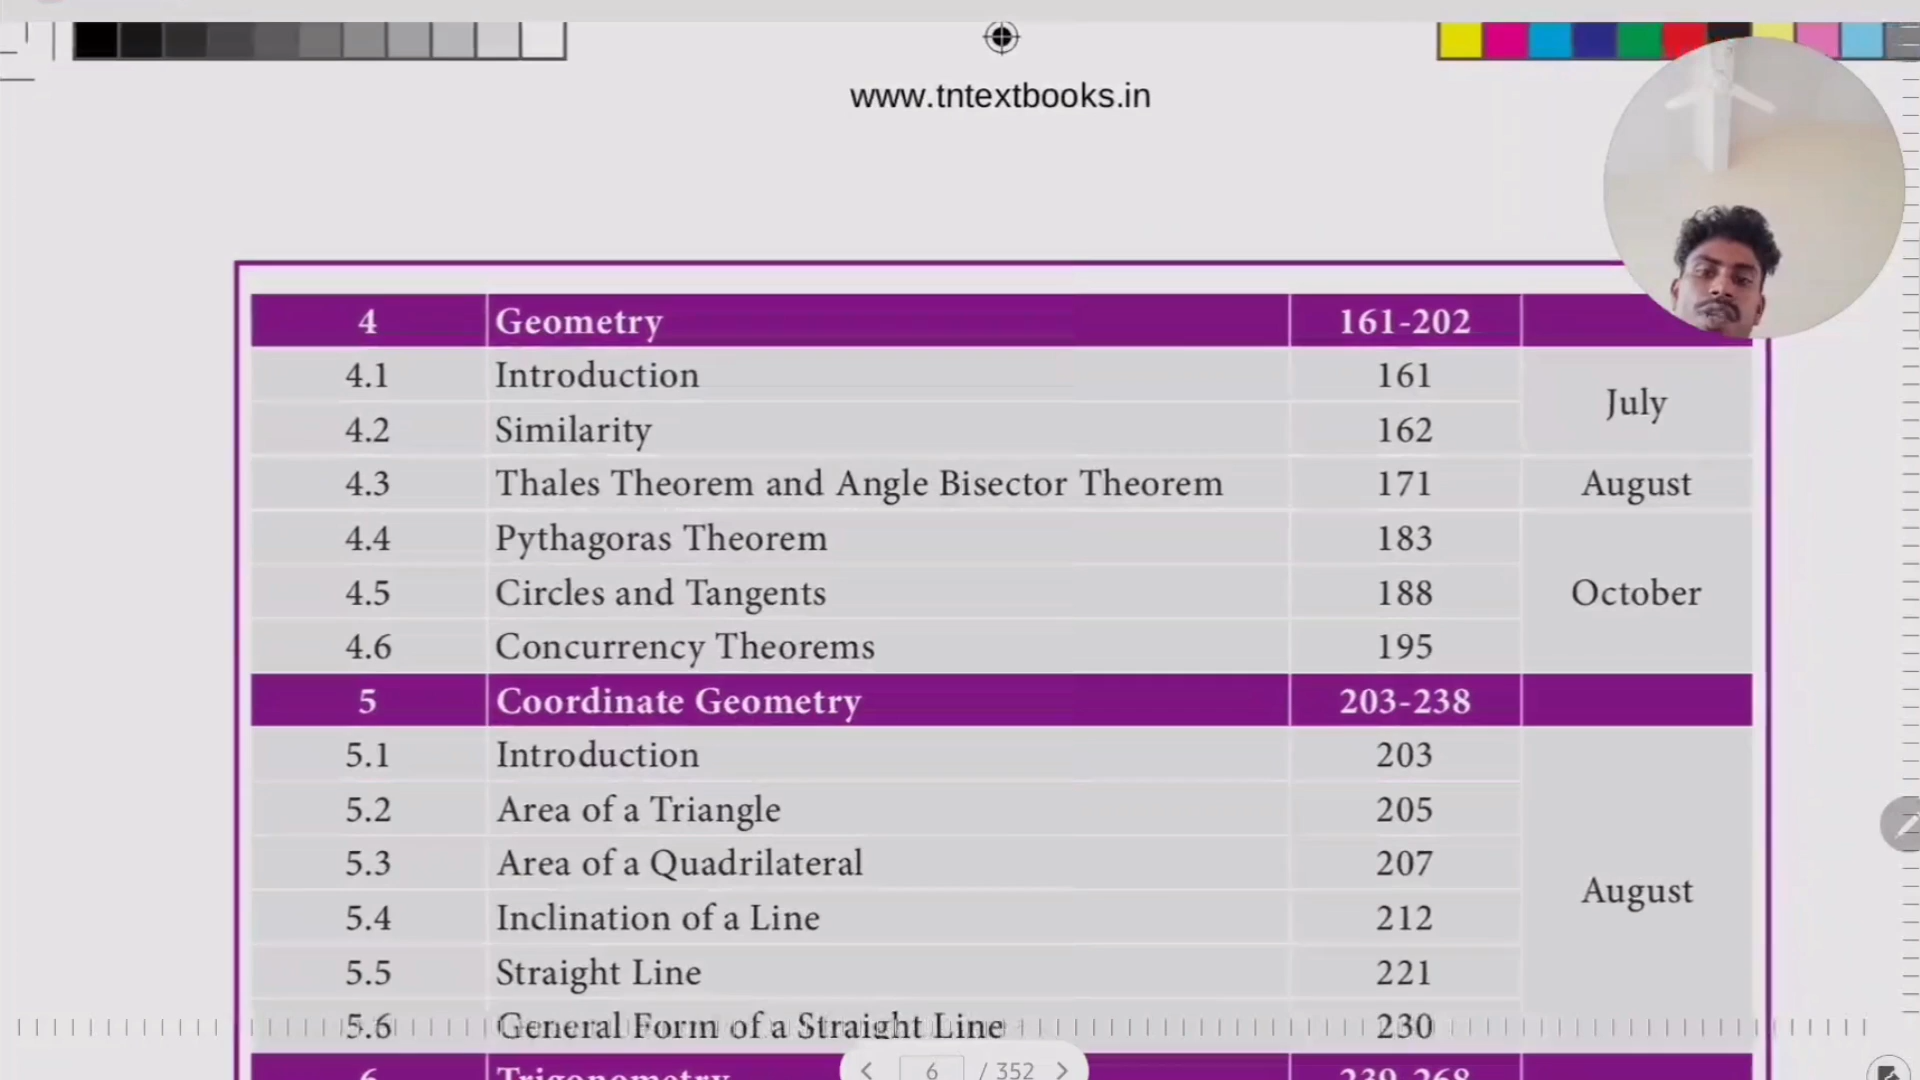 www.tntextbooks.in
4 Geometry 161-202
4.1 Introduction 161
July
4.2 Similarity 162
4.3 Thales Theorem and Angle Bisector Theorem 171 August
4.4 Pythagoras Theorem 183
4.5 Circles and Tangents 188 October
4.6 Concurrency Theorems 195
5 Coordinate Geometry 203-238
5.1 Introduction 203
5.2 Area of a Triangle 205
5.3 Area of a Quadrilateral 207
August
5.4 Inclination of a Line 212
5.5 Straight Line 221
5.6 General Form of a Straight Line 230
6 Trigonometry 239-268
6 / 352